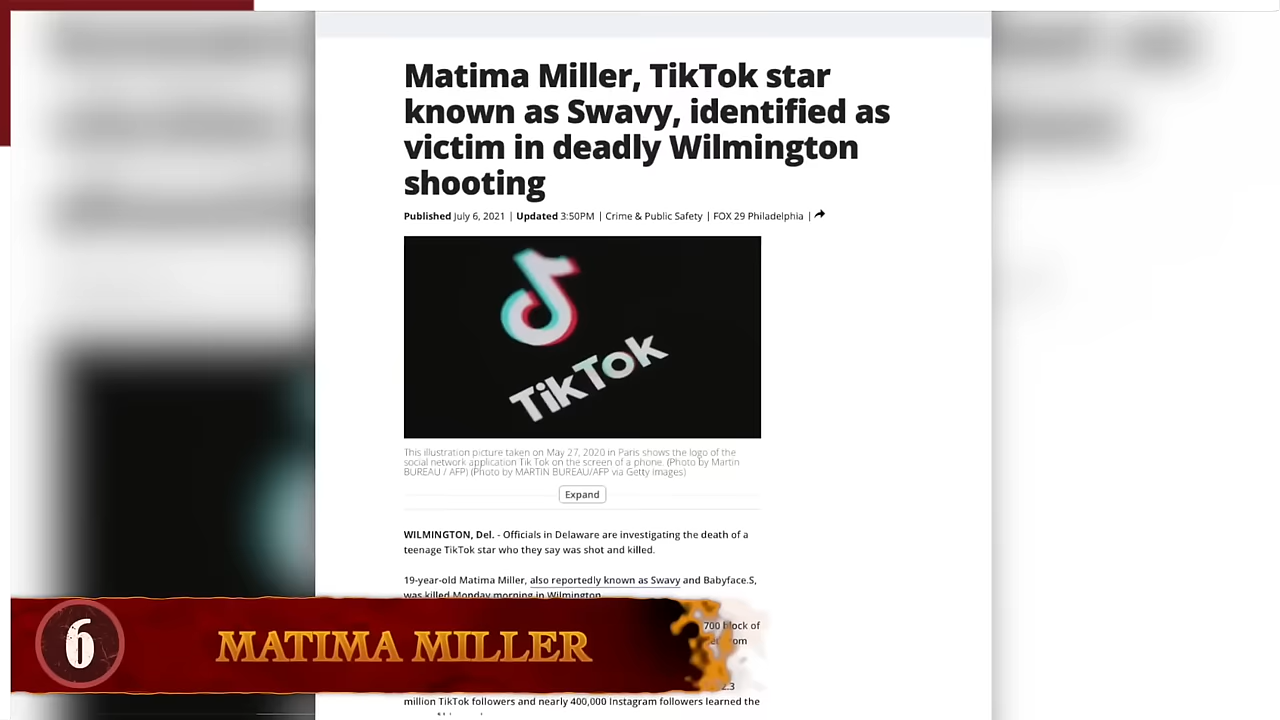 Matima Miller, TikTok star
known as Swavy, identified as
victim in deadly Wilmington
shooting
Published July 6, 2021 | Updated 3:50PM | Crime & Public Safety | FOX 29 Philadelphia |
TikTok
This illustration picture taken on May 27, 2020 in Paris shows the logo of the
social network application Tik Tok on the screen of a phone. (Photo by Martin
BUREAU / AFP) (Photo by MARTIN BUREAU/AFP via Getty Images)
Expand
WILMINGTON, Del. - Officials in Delaware are investigating the death of a
teenage TikTok star who they say was shot and killed.
19-year-old Matima Miller, also reportedly known as Swavy and Babyface.S,
was killed Monday morning in Wilmington.
700 block of
6 MATIMA MILLER
2.3
million TikTok followers and nearly 400,000 Instagram followers learned the